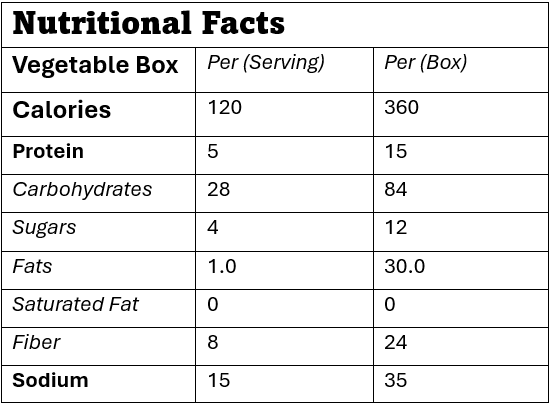 Nutritional Facts
Vegetable Box Per (Serving) Per (Box)
Calories 120 360
Protein 5 15
Carbohydrates 28 84
Sugars 4 12
Fats 1.0 30.0
Saturated Fat 0 0
Fiber 8 24
Sodium 15 35